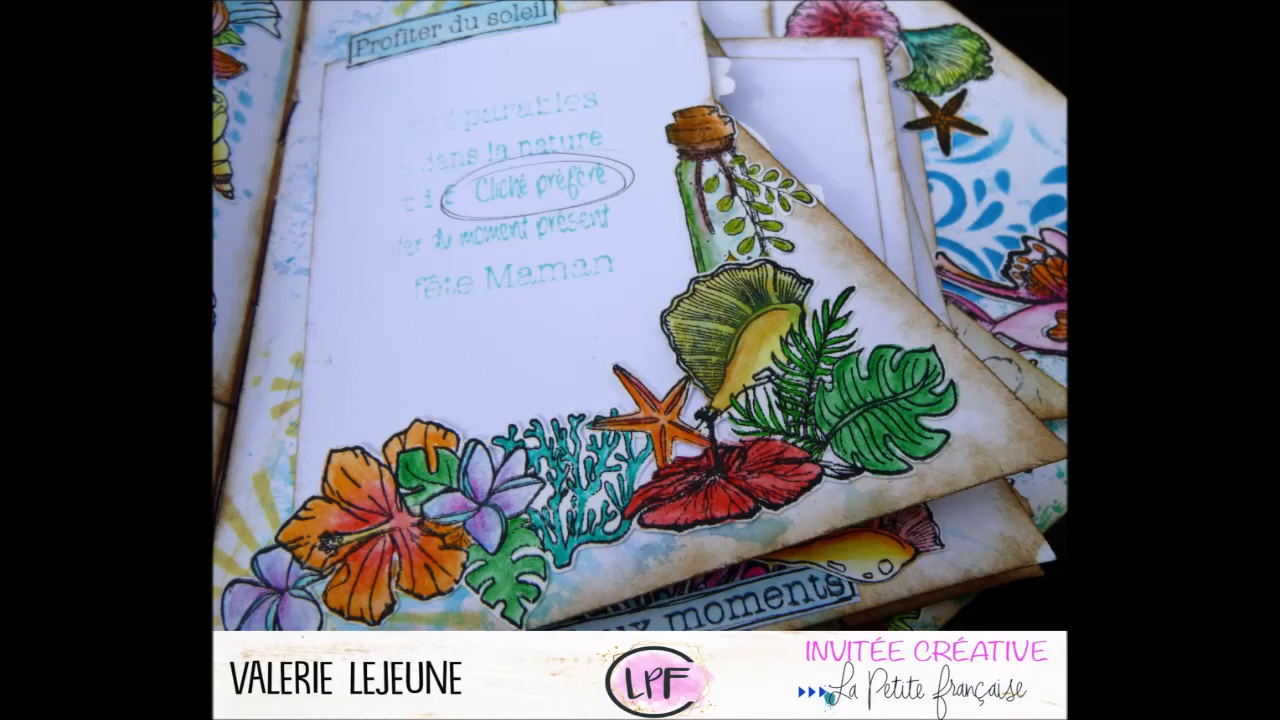 Profiter du soleil
dans la nature
Cliché préféré
du moment présent
fête Maman
moments
VALERIE LEJEUNE
LPF
INVITÉE CRÉATIVE
La Petite française